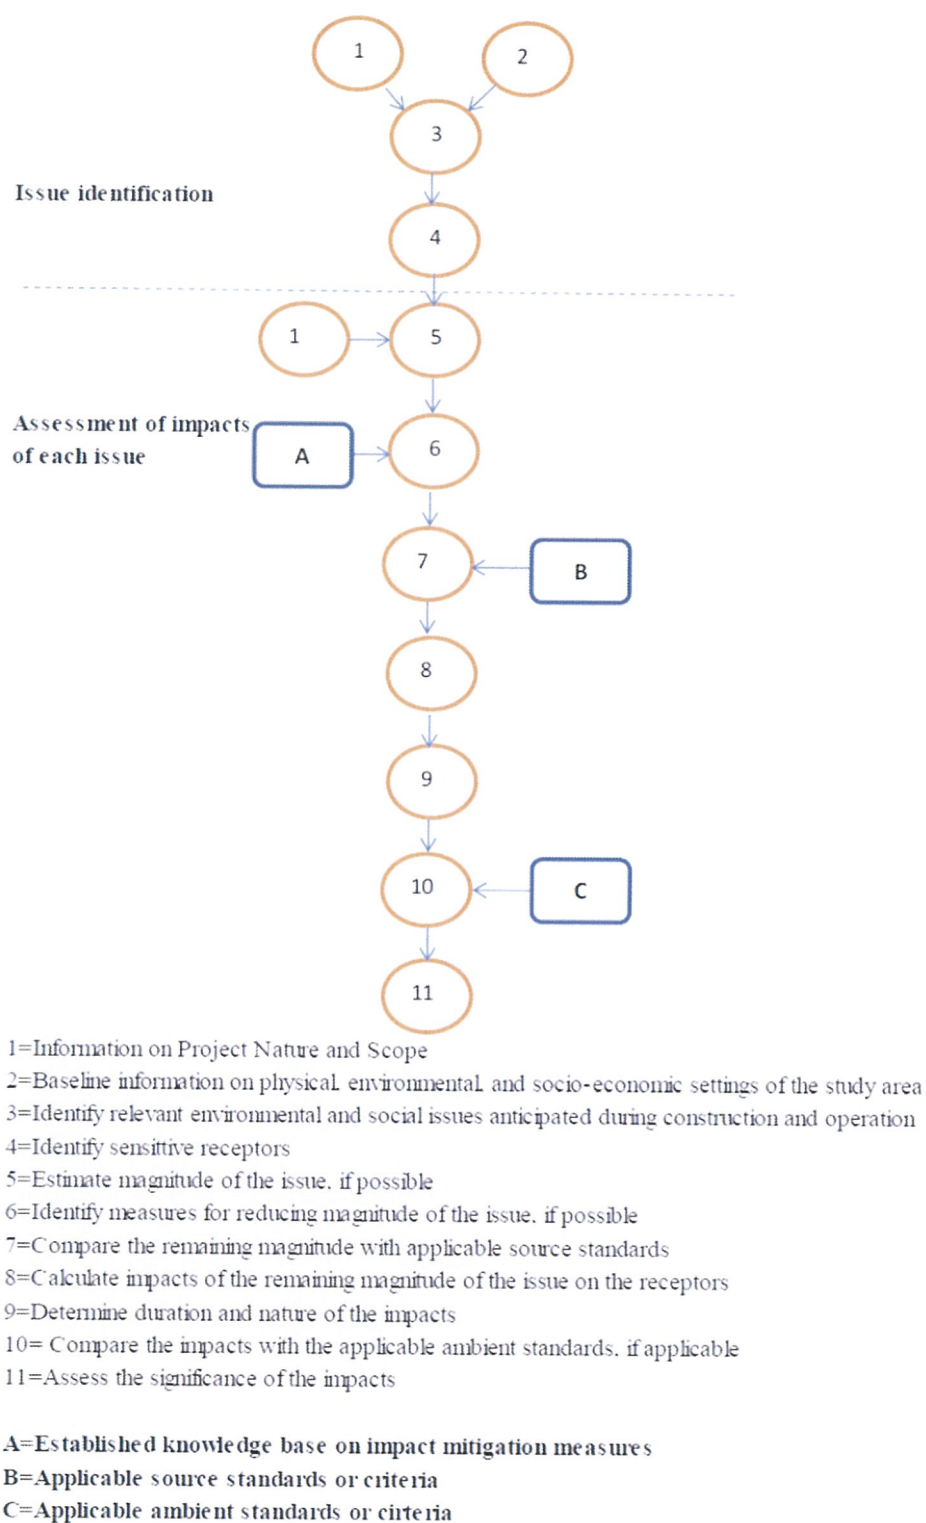 1
2
3
Issue identification
4
1
5
Assessment of impacts
of each issue
A
6
7
B
8
9
10
C
11
1=Information on Project Nature and Scope
2=Baseline information on physical, environmental, and socio-economic settings of the study area
3=Identify relevant environmental and social issues anticipated during construction and operation
4=Identify sensittive receptors
5=Estimate magnitude of the issue, if possible
6=Identify measures for reducing magnitude of the issue, if possible
7=Compare the remaining magnitude with applicable source standards
8=Calculate impacts of the remaining magnitude of the issue on the receptors
9=Determine duration and nature of the impacts
10= Compare the impacts with the applicable ambient standards, if applicable
11=Assess the significance of the impacts
A=Established knowledge base on impact mitigation measures
B=Applicable source standards or criteria
C=Applicable ambient standards or cirteria